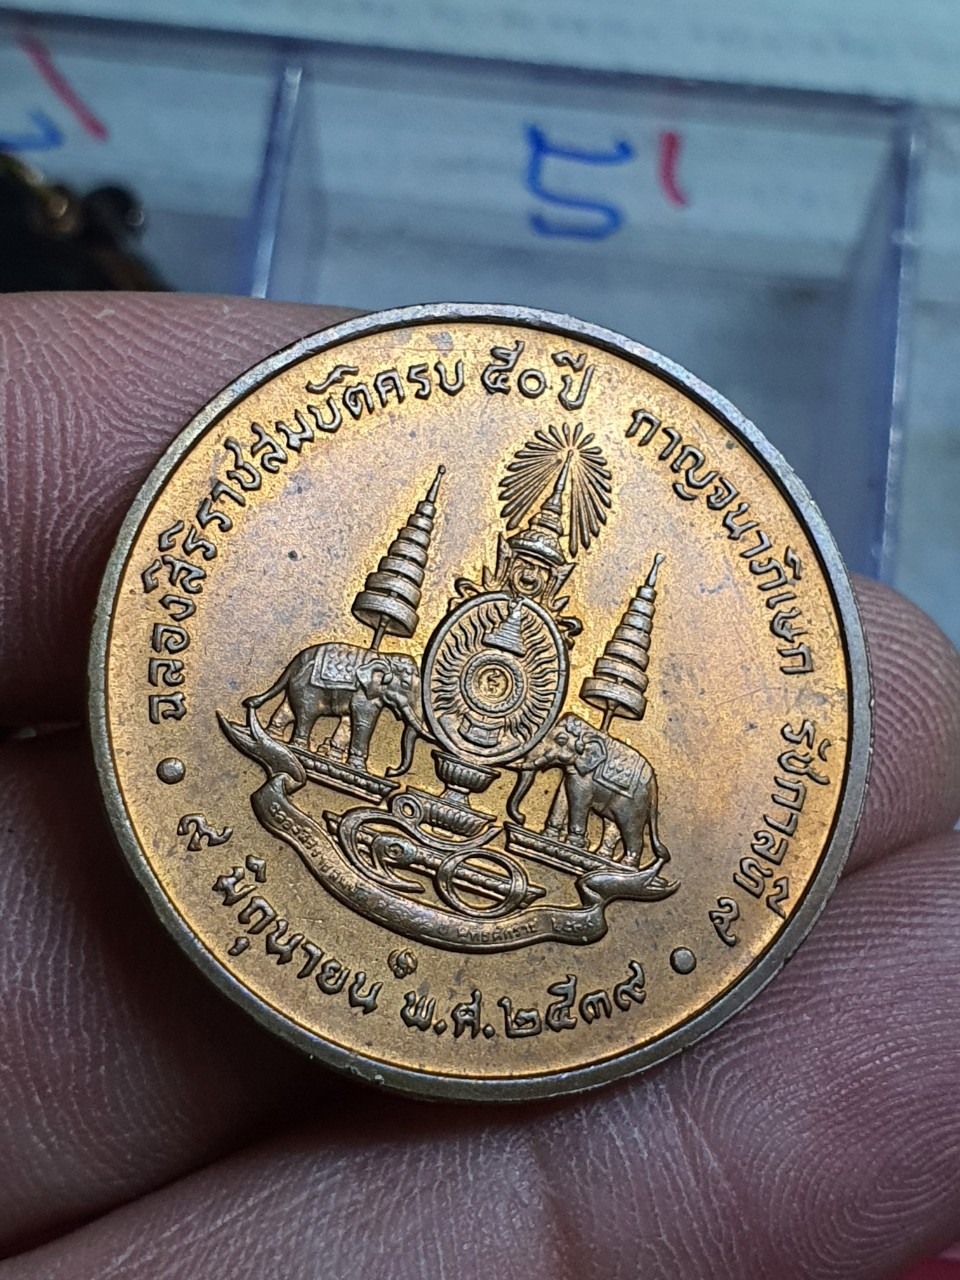 ฉลองสิริราชสมบัติครบ ๕๐ ปี กาญจนาภิเษก รัชกาลที่ ๙
๙ มิถุนายน พ.ศ.๒๕๓๙